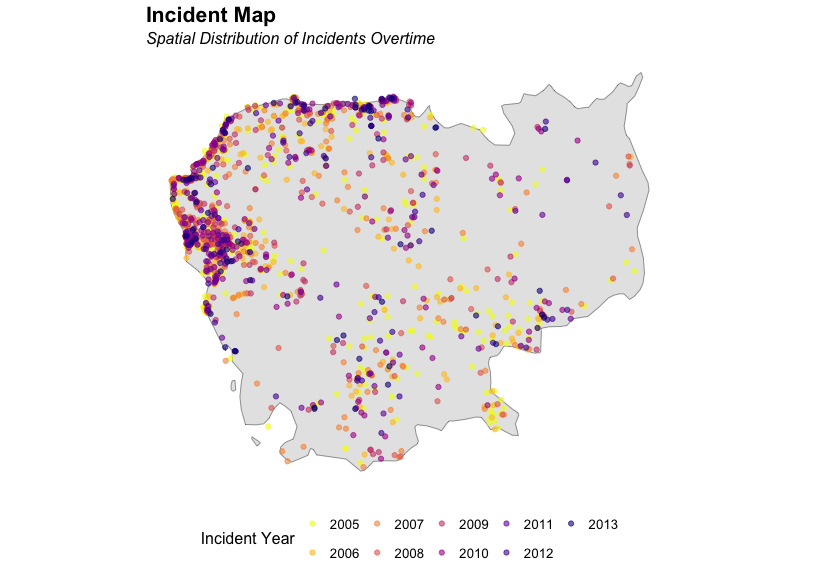 Incident Map
Spatial Distribution of Incidents Overtime
Incident Year
2005 2007 2009 2011 2013
2006 2008 2010 2012